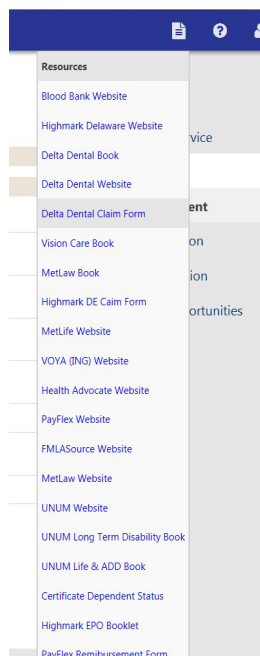 Resources
Blood Bank Website
Highmark Delaware Website
vice
Delta Dental Book
Delta Dental Website
Delta Dental Claim Form
ent
Vision Care Book
on
MetLaw Book
ion
Highmark DE Caim Form
ortunities
MetLife Website
VOYA (ING) Website
Health Advocate Website
PayFlex Website
FMLASource Website
MetLaw Website
UNUM Website
UNUM Long Term Disability Book
UNUM Life & ADD Book
Certificate Dependent Status
Highmark EPO Booklet
PayFlex Remibursement Form